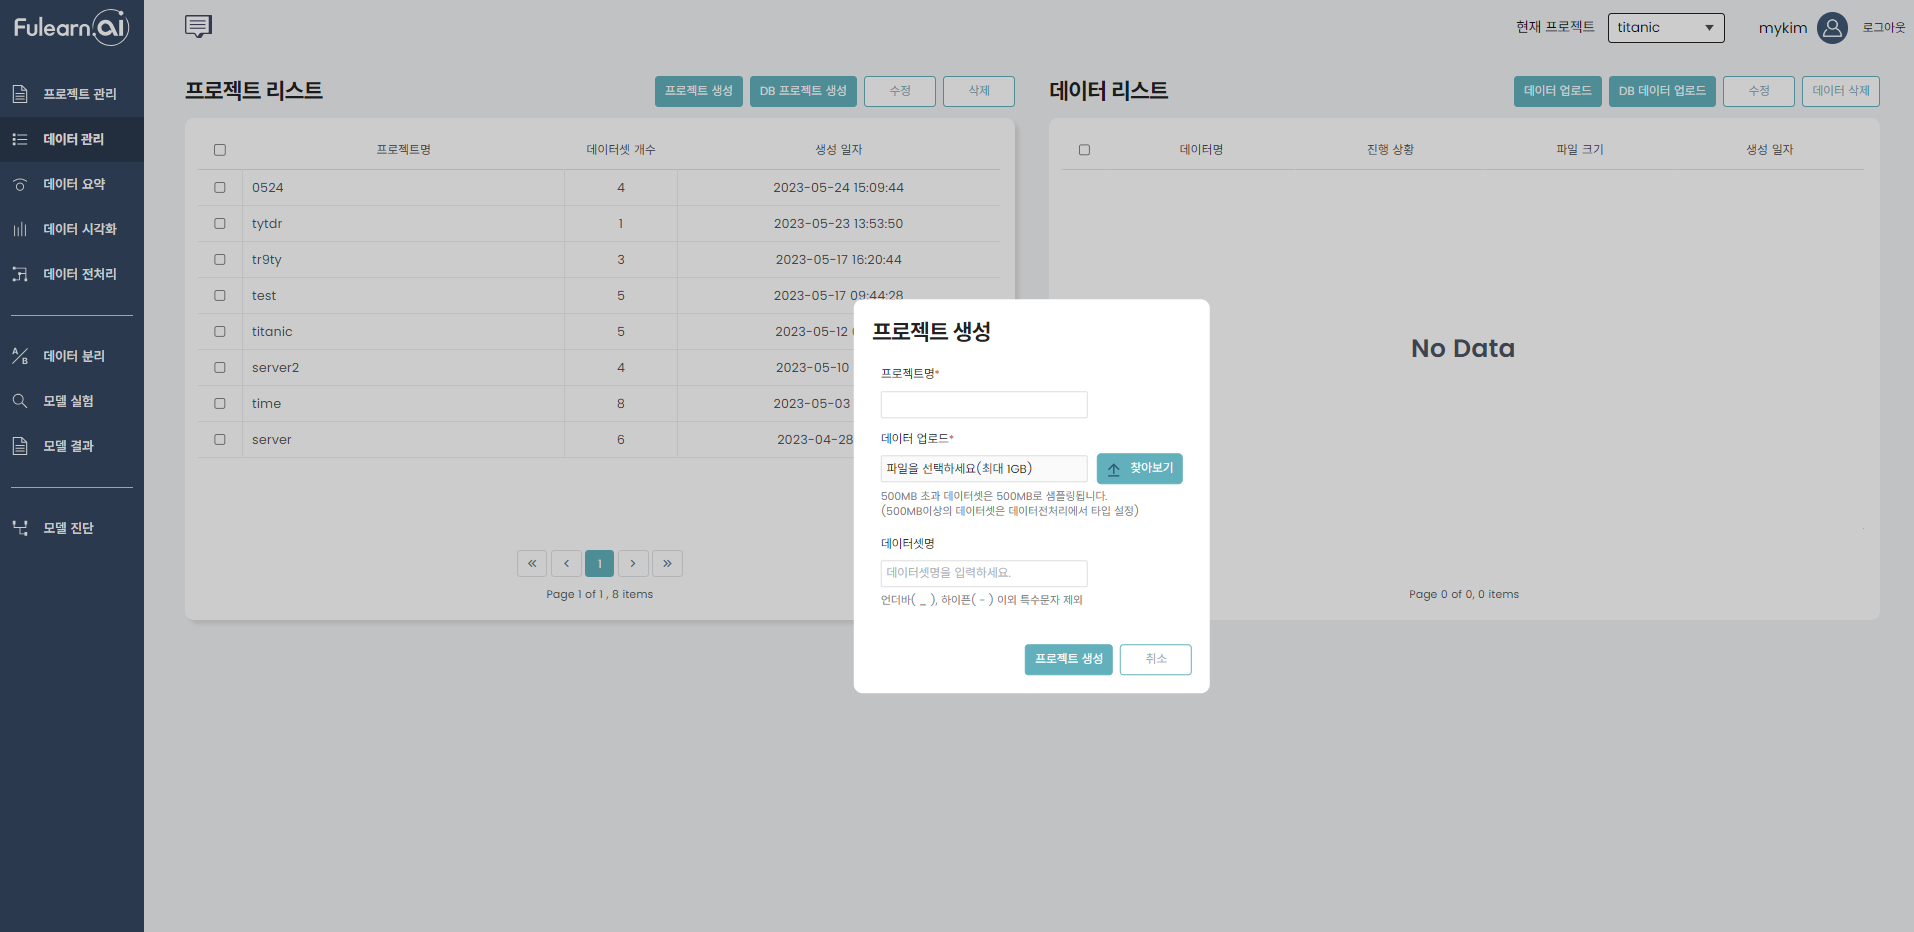 Fulearn.ai
현재 프로젝트
titanic
mykim
로그아웃
프로젝트 관리
데이터 관리
데이터 요약
데이터 시각화
데이터 전처리
A/B
데이터 분리
모델 실험
모델 결과
모델 진단
프로젝트 리스트
프로젝트 생성
DB 프로젝트 생성
수정
삭제
프로젝트명 데이터셋 개수 생성 일자
0524 4 2023-05-24 15:09:44
tytdr 1 2023-05-23 13:53:50
tr9ty 3 2023-05-17 16:20:44
test 5 2023-05-17 09:44:28
titanic 5 2023-05-12
server2 4 2023-05-10
time 8 2023-05-03
server 6 2023-04-28
« ‹ 1 › »
Page 1 of 1 , 8 items
데이터 리스트
데이터 업로드
DB 데이터 업로드
수정
데이터 삭제
데이터명 진행 상황 파일 크기 생성 일자
No Data
Page 0 of 0, 0 items
프로젝트 생성
프로젝트명*
데이터 업로드*
파일을 선택하세요(최대 1GB)
찾아보기
500MB 초과 데이터셋은 500MB로 샘플링됩니다.
(500MB이상의 데이터셋은 데이터전처리에서 타입 설정)
데이터셋명
데이터셋명을 입력하세요.
언더바( _ ), 하이픈( - ) 이외 특수문자 제외
프로젝트 생성
취소